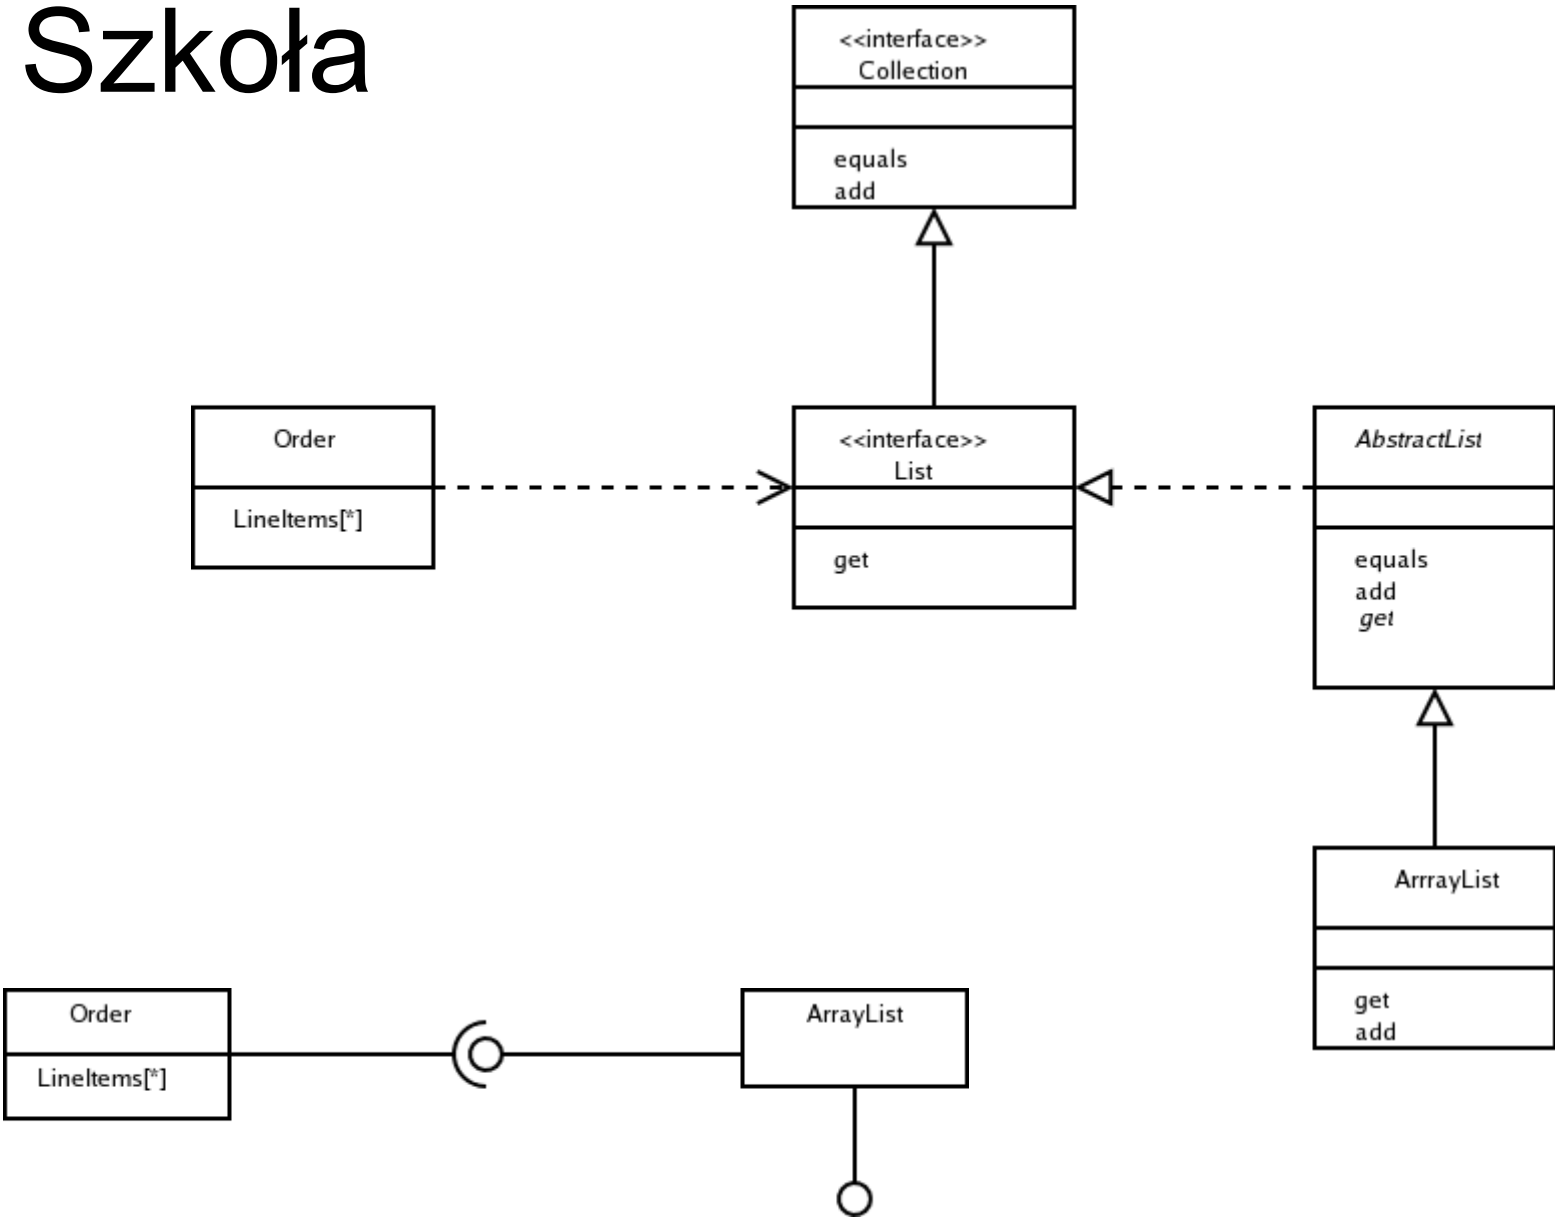 Szkoła
<<interface>>
Collection
equals
add
Order
LineItems[*]
<<interface>>
List
get
AbstractList
equals
add
get
ArrrayList
get
add
Order
LineItems[*]
ArrayList